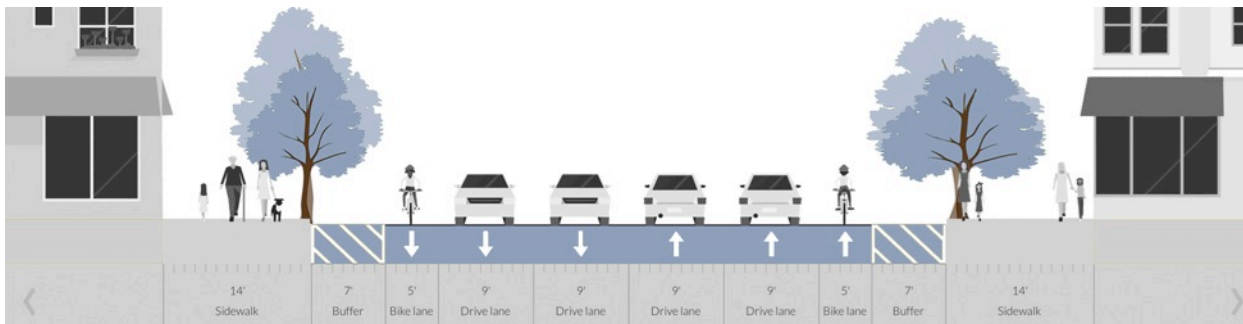 14' 7' 5' 9' 9' 9' 9' 5' 7' 14'
Sidewalk Buffer Bike lane Drive lane Drive lane Drive lane Drive lane Bike lane Buffer Sidewalk